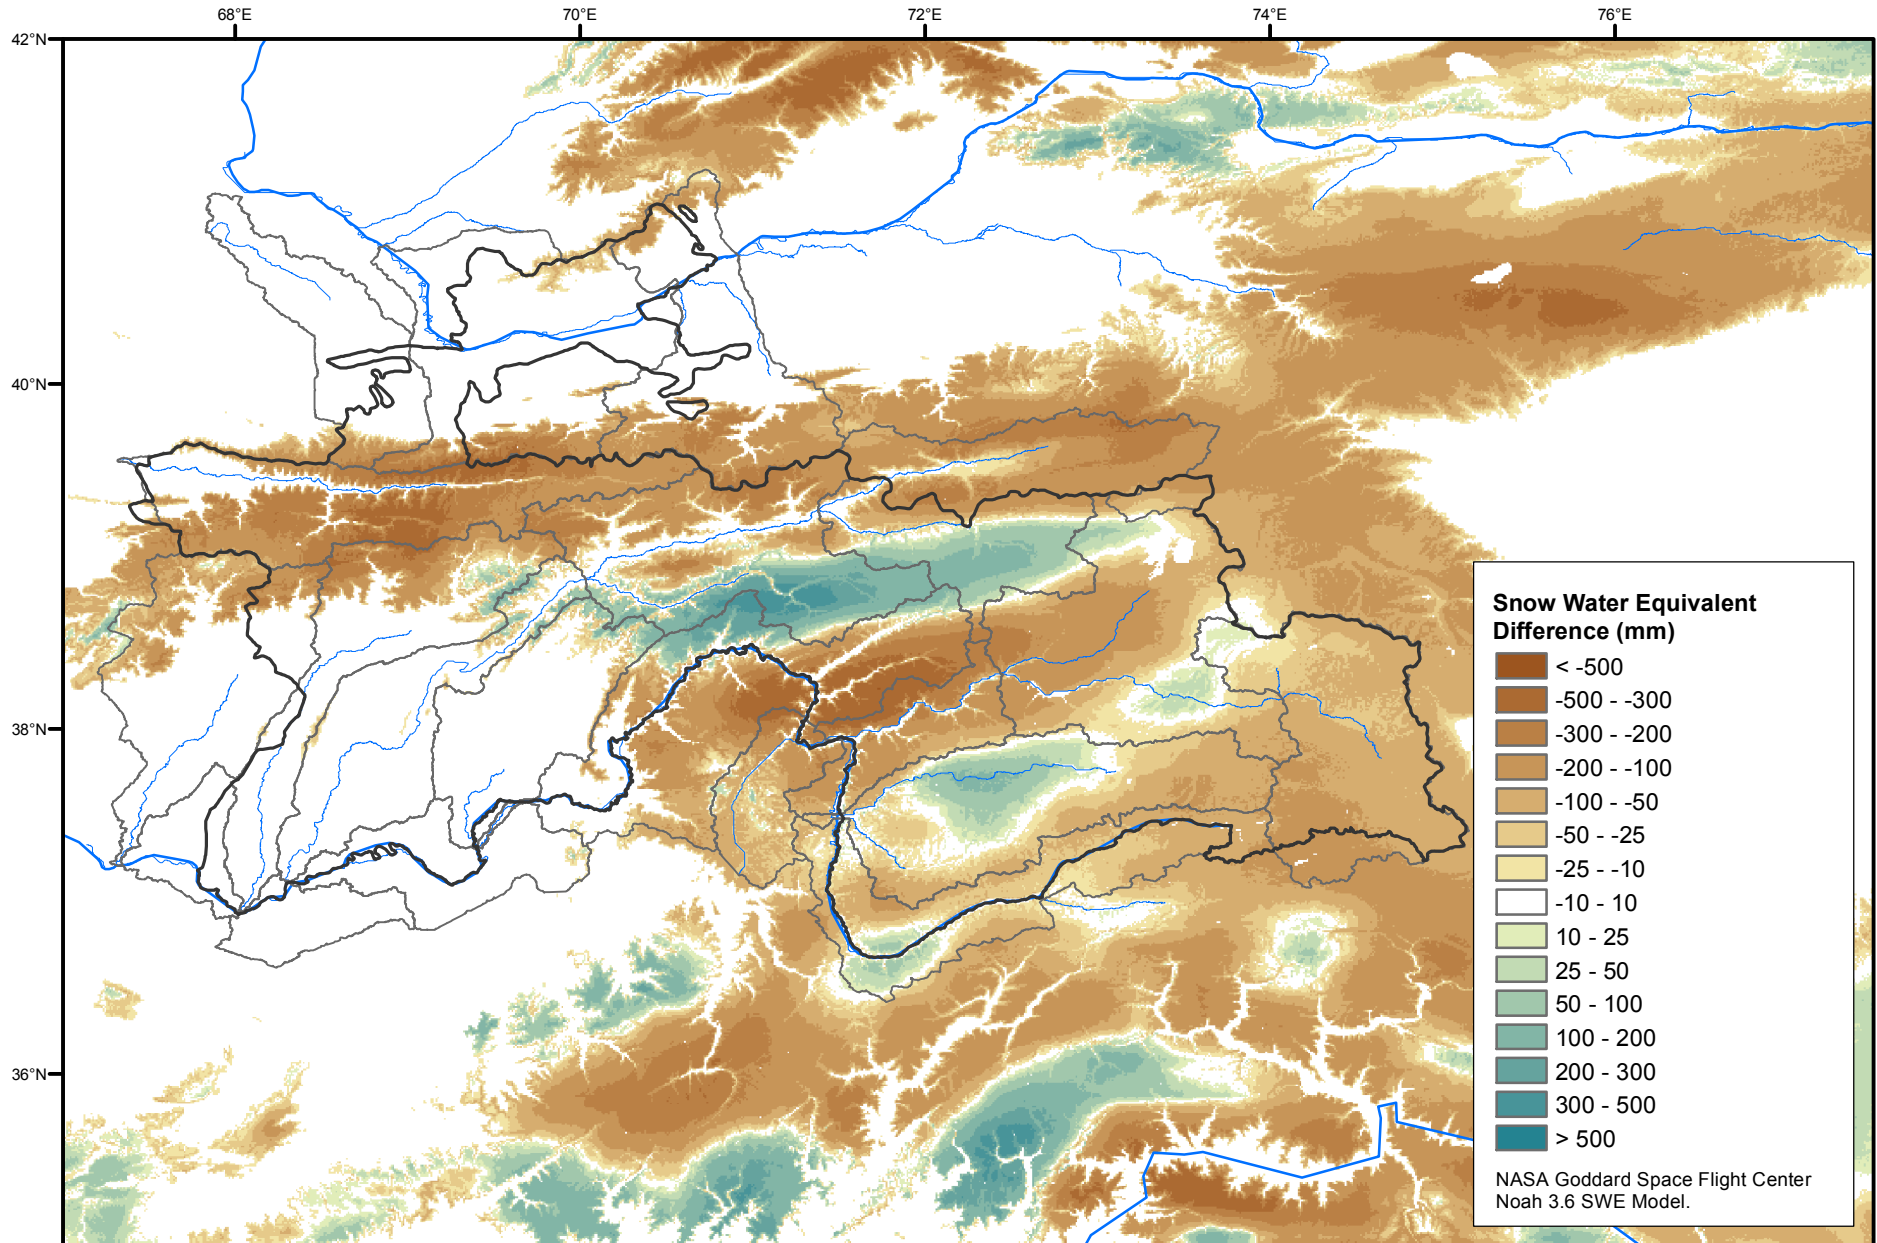 68°E 70°E 72°E 74°E 76°E
42°N
40°N
38°N
36°N
Snow Water Equivalent
Difference (mm)
< -500
-500 - -300
-300 - -200
-200 - -100
-100 - -50
-50 - -25
-25 - -10
-10 - 10
10 - 25
25 - 50
50 - 100
100 - 200
200 - 300
300 - 500
> 500
NASA Goddard Space Flight Center
Noah 3.6 SWE Model.